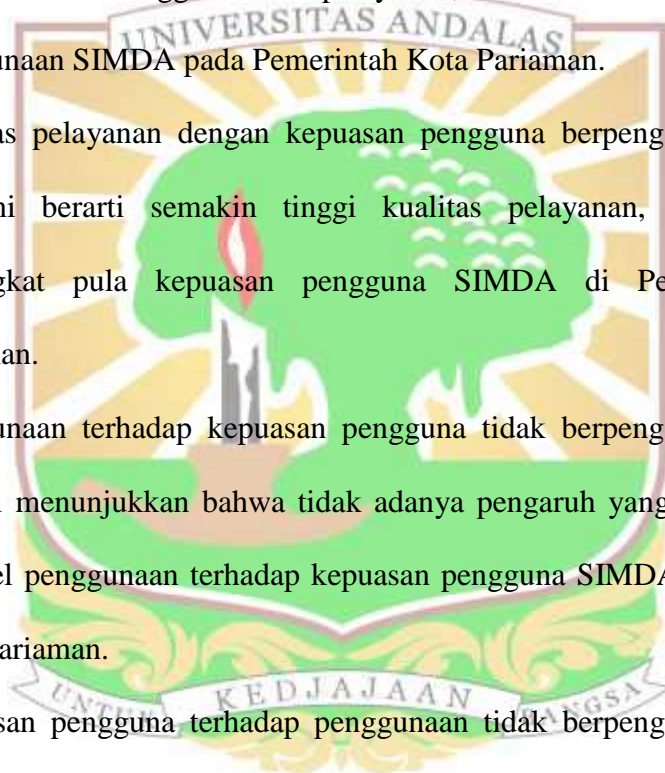 UNIVERSITAS ANDALAS
unaan SIMDA pada Pemerintah Kota Pariaman.
as pelayanan dengan kepuasan pengguna berpeng
ni berarti semakin tinggi kualitas pelayanan,
gkat pula kepuasan pengguna SIMDA di Pe
an.
unaan terhadap kepuasan pengguna tidak berpeng
menunjukkan bahwa tidak adanya pengaruh yang
el penggunaan terhadap kepuasan pengguna SIMDA
ariaman.
UNTUK KEDJAJAAN BANGSA
san pengguna terhadap penggunaan tidak berpeng